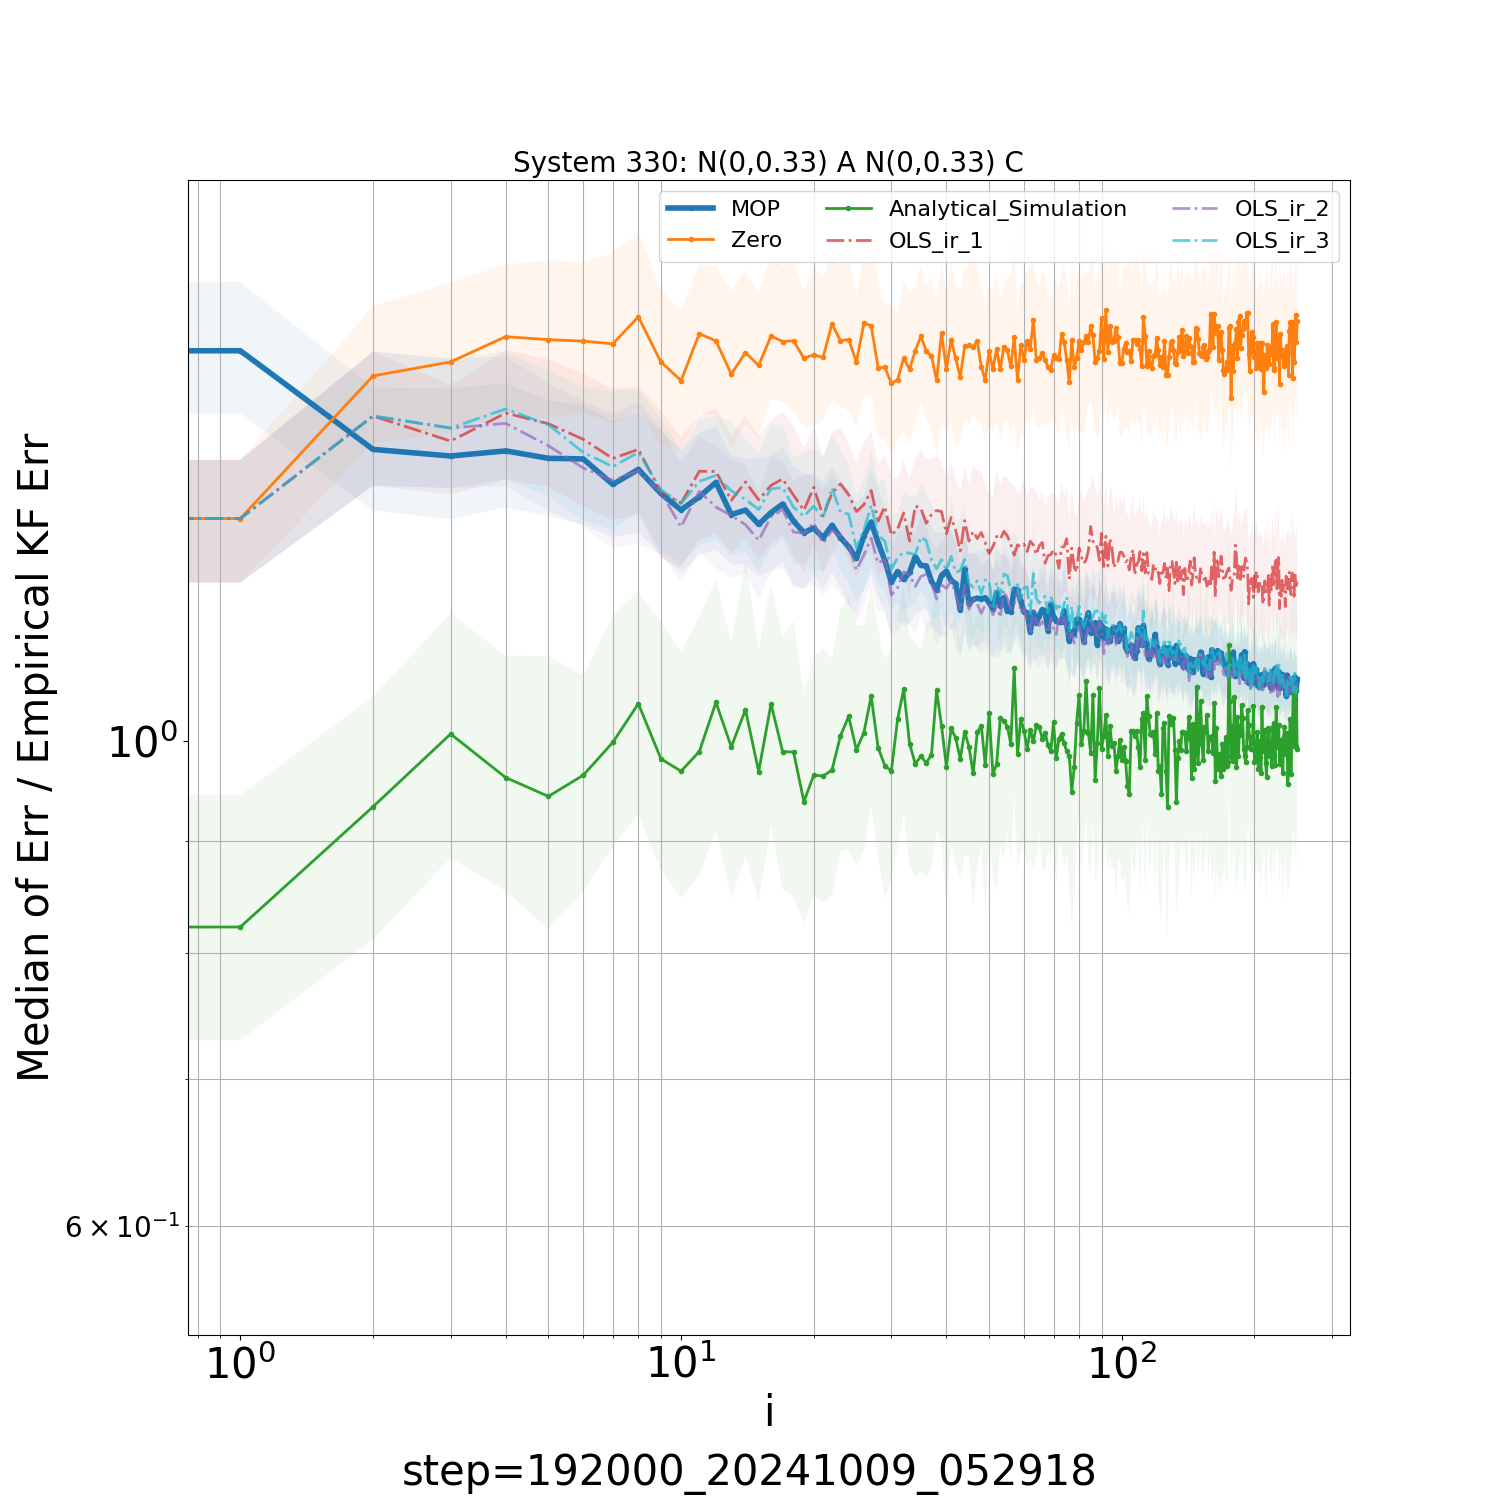 System 330: N(0,0.33) A N(0,0.33) C
MOP
Zero
Analytical_Simulation
OLS_ir_1
OLS_ir_2
OLS_ir_3
Median of Err / Empirical KF Err
10⁰
6 × 10⁻¹
10⁰
10¹
10²
i
step=192000_20241009_052918